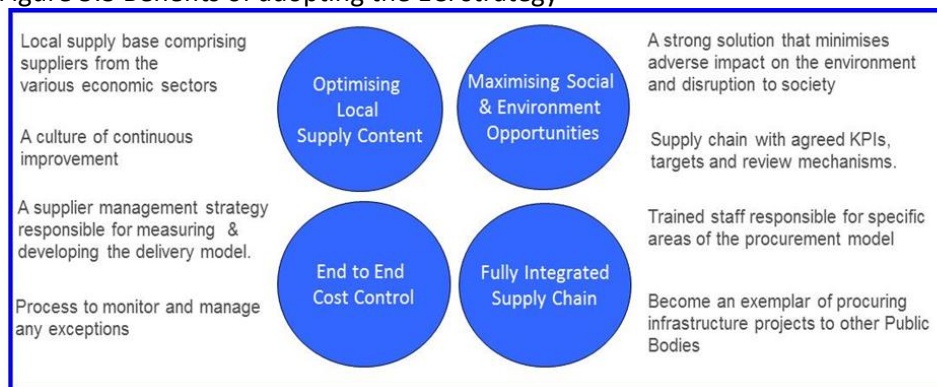 Local supply base comprising
suppliers from the
various economic sectors
A culture of continuous
improvement
A supplier management strategy
responsible for measuring &
developing the delivery model.
Process to monitor and manage
any exceptions
Optimising
Local
Supply Content
Maximising Social
& Environment
Opportunities
End to End
Cost Control
Fully Integrated
Supply Chain
A strong solution that minimises
adverse impact on the environment
and disruption to society
Supply chain with agreed KPIs,
targets and review mechanisms.
Trained staff responsible for specific
areas of the procurement model
Become an exemplar of procuring
infrastructure projects to other Public
Bodies